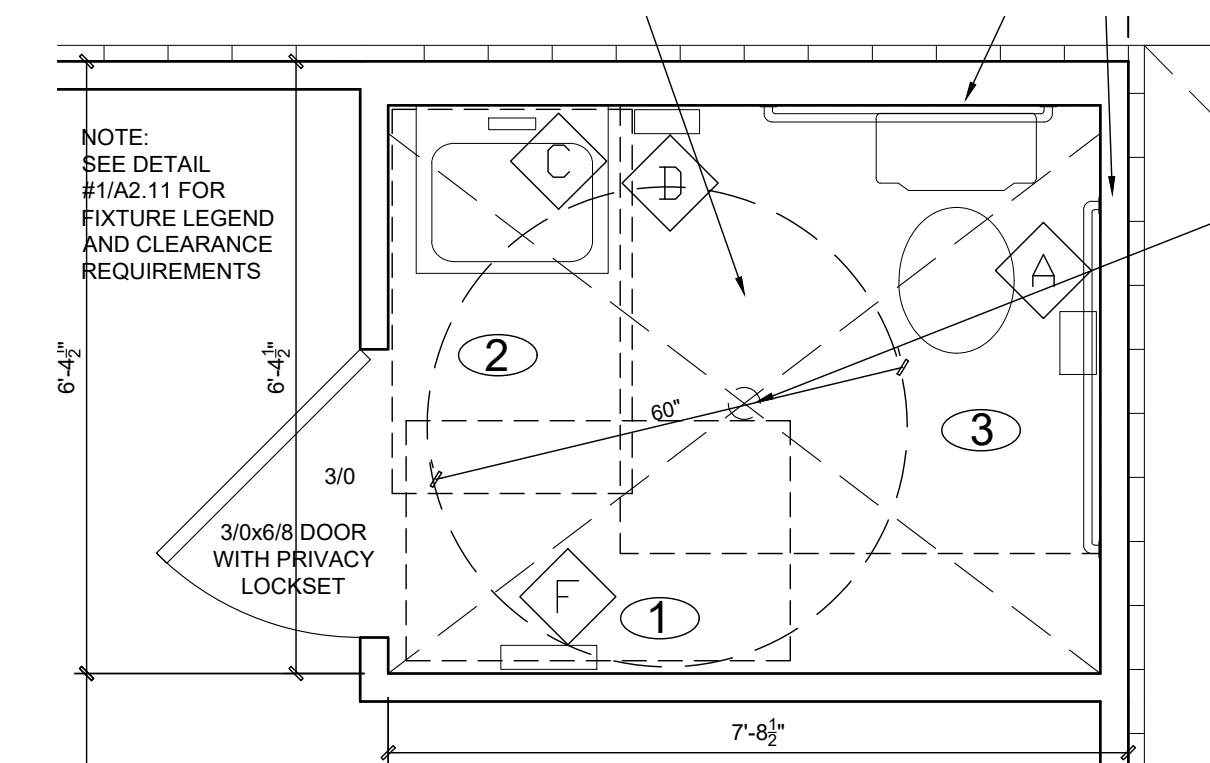 NOTE:
SEE DETAIL
#1/A2.11 FOR
FIXTURE LEGEND
AND CLEARANCE
REQUIREMENTS
C
D
A
6'-4½"
6'-4½"
2
60"
3
3/0
3/0x6/8 DOOR
WITH PRIVACY
LOCKSET
F
1
7'-8½"